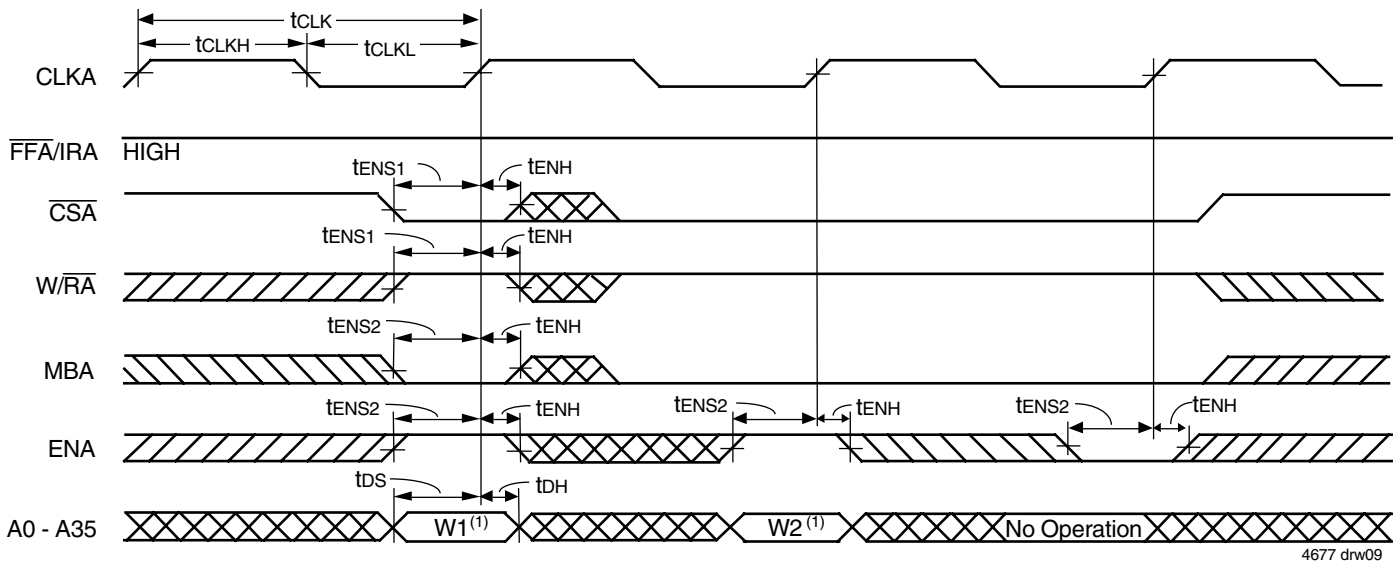 tCLK
tCLKH tCLKL
CLKA
FFA/IRA HIGH
tENS1 tENH
CSA
tENS1 tENH
W/RA
tENS2 tENH
MBA
tENS2 tENH tENS2 tENH tENS2 tENH
ENA
tDS tDH
A0 - A35 W1(1) W2(1) No Operation
4677 drw09